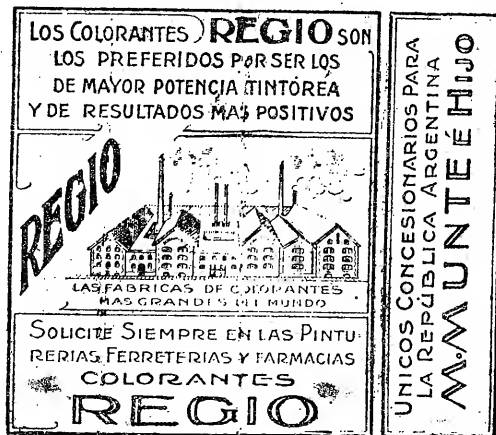 LOS COLORANTES REGIO SON
LOS PREFERIDOS POR SER LOS
DE MAYOR POTENCIA TINTÓREA
Y DE RESULTADOS MAS POSITIVOS
REGIO
LAS FABRICAS DE COLORANTES
MAS GRANDES DEL MUNDO
SOLICITE SIEMPRE EN LAS PINTU-
RERIAS, FERRETERIAS Y FARMACIAS
COLORANTES
REGIO
UNICOS CONCESIONARIOS PARA
LA REPÚBLICA ARGENTINA
M. MUNTÉ É HIJO